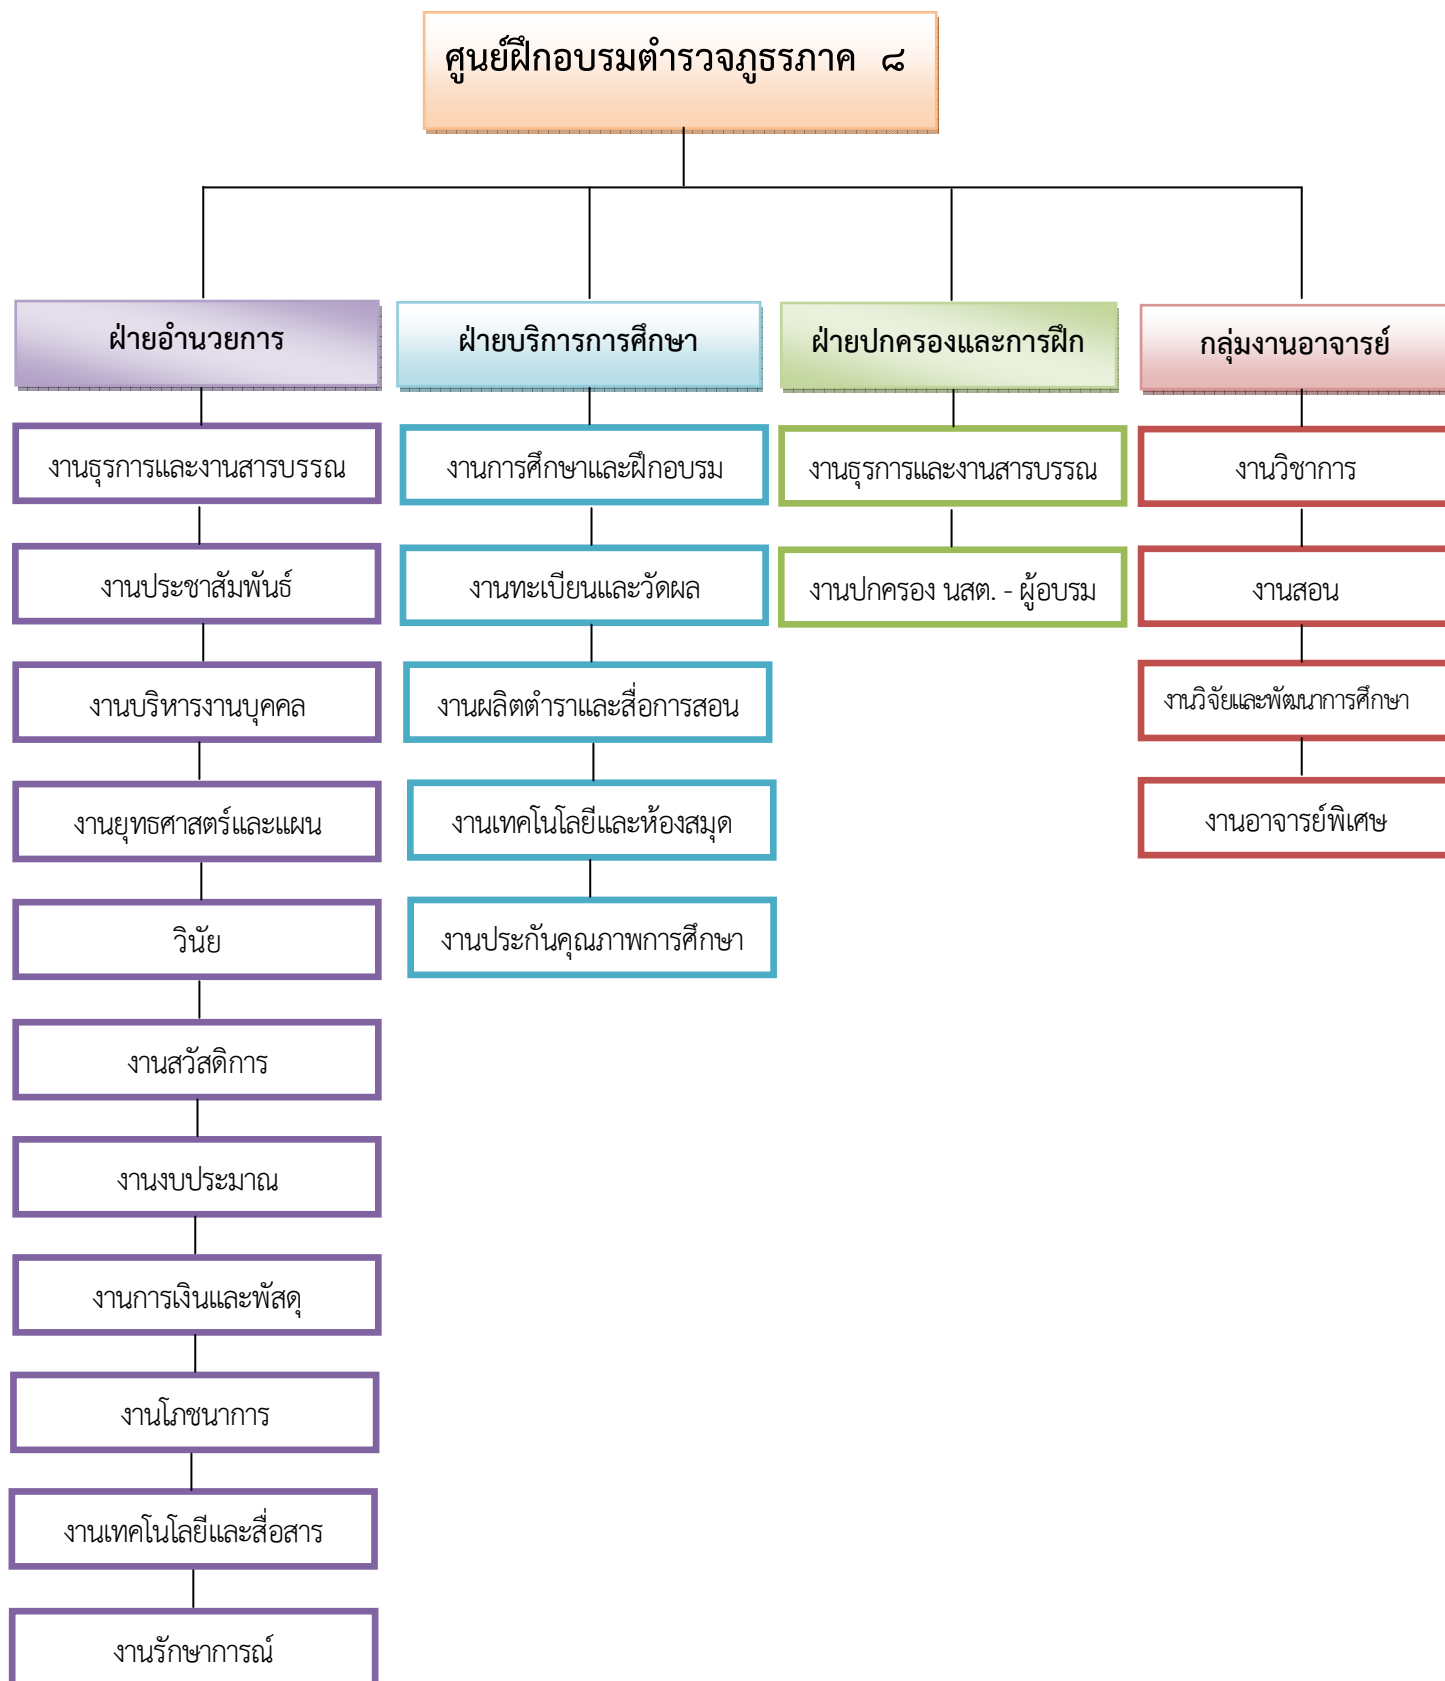 ศูนย์ฝึกอบรมตำรวจภูธรภาค ๘
ฝ่ายอำนวยการ
งานธุรการและงานสารบรรณ
งานประชาสัมพันธ์
งานบริหารงานบุคคล
งานยุทธศาสตร์และแผน
วินัย
งานสวัสดิการ
งานงบประมาณ
งานการเงินและพัสดุ
งานโภชนาการ
งานเทคโนโลยีและสื่อสาร
งานรักษาการณ์
ฝ่ายบริการการศึกษา
งานการศึกษาและฝึกอบรม
งานทะเบียนและวัดผล
งานผลิตตำราและสื่อการสอน
งานเทคโนโลยีและห้องสมุด
งานประกันคุณภาพการศึกษา
ฝ่ายปกครองและการฝึก
งานธุรการและงานสารบรรณ
งานปกครอง นสต. - ผู้อบรม
กลุ่มงานอาจารย์
งานวิชาการ
งานสอน
งานวิจัยและพัฒนาการศึกษา
งานอาจารย์พิเศษ